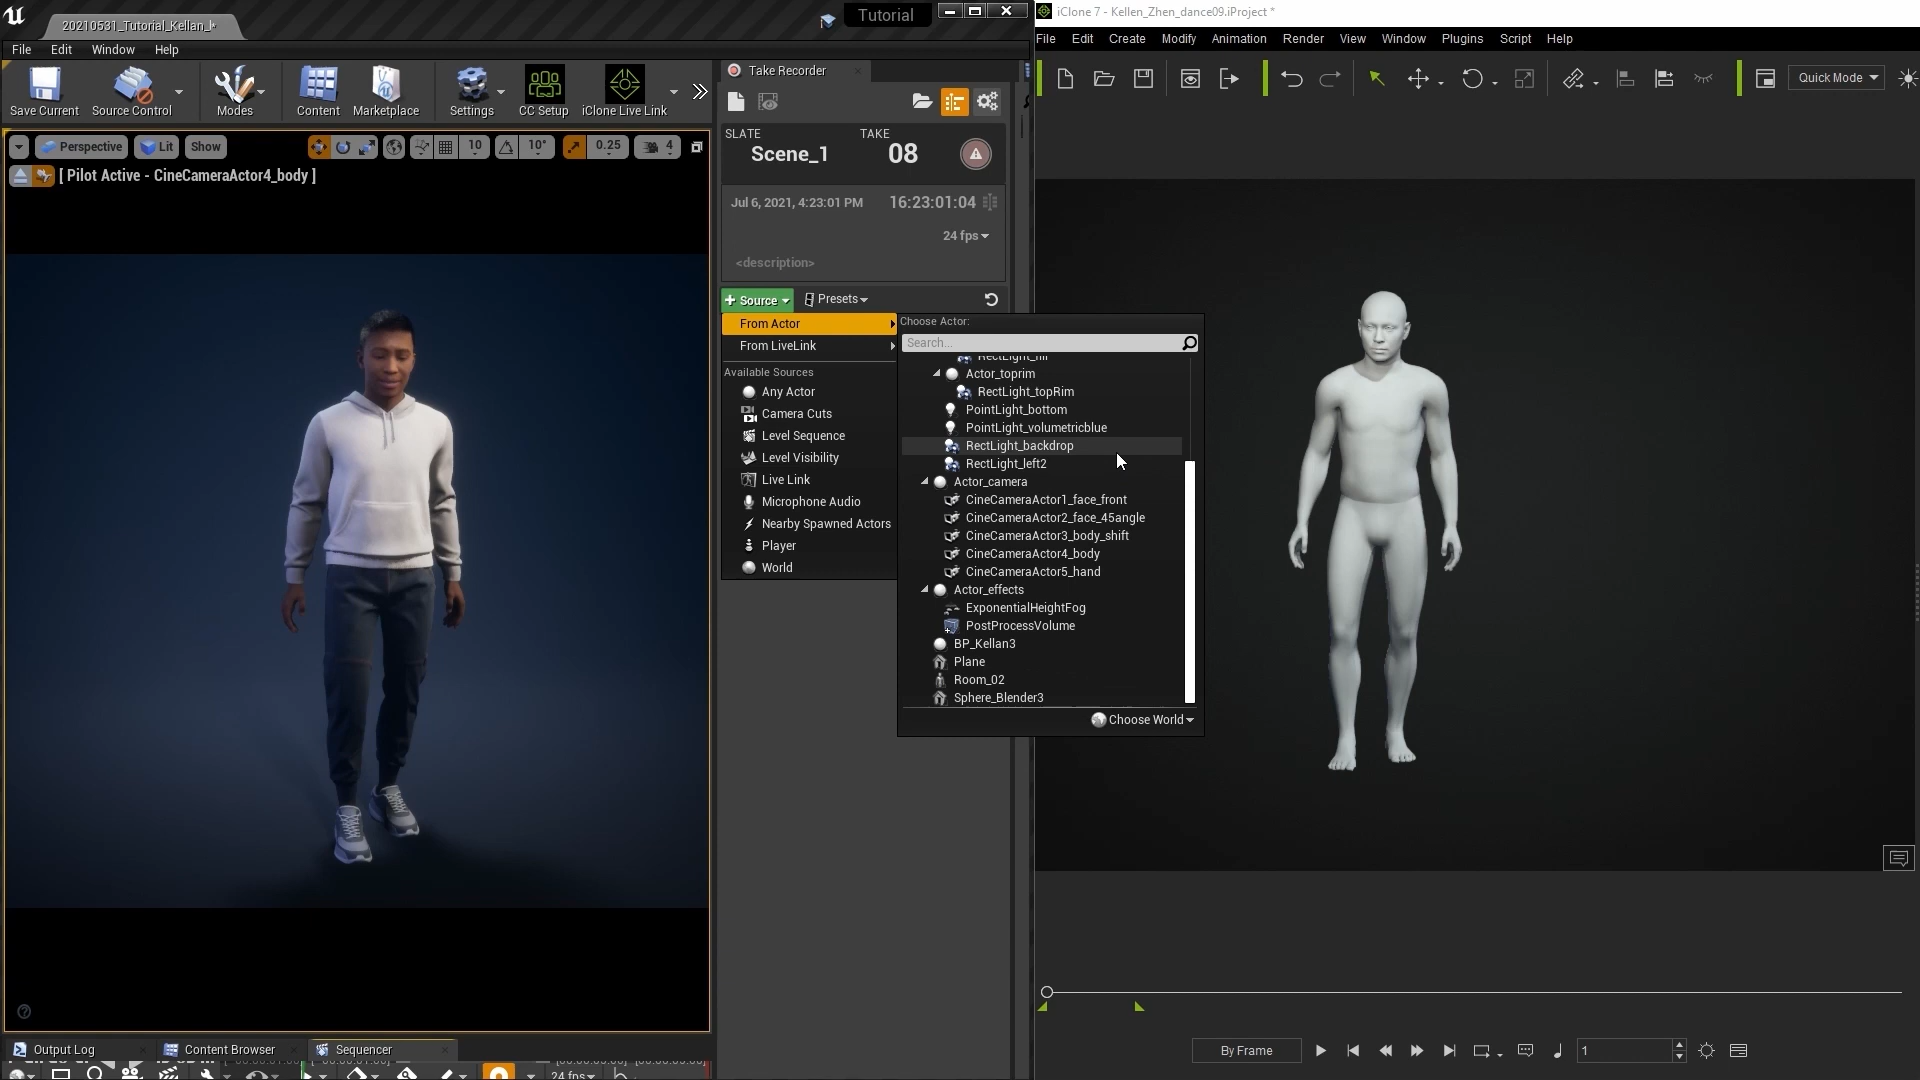 20210531_Tutorial_Kellan_l•
Tutorial
File Edit Window Help
Save Current
Source Control
Modes
Content
Marketplace
Settings
CC Setup
iClone Live Link
Perspective
Lit
Show
10
10°
0.25
4
[ Pilot Active - CineCameraActor4_body ]
Take Recorder
SLATE
TAKE
Scene_1
08
Jul 6, 2021, 4:23:01 PM
16:23:01:04
24 fps
<description>
+ Source
Presets
From Actor
From LiveLink
Available Sources
Any Actor
Camera Cuts
Level Sequence
Level Visibility
Live Link
Microphone Audio
Nearby Spawned Actors
Player
World
Choose Actor:
Search...
RectLight_fill
Actor_toprim
RectLight_topRim
PointLight_bottom
PointLight_volumetricblue
RectLight_backdrop
RectLight_left2
Actor_camera
CineCameraActor1_face_front
CineCameraActor2_face_45angle
CineCameraActor3_body_shift
CineCameraActor4_body
CineCameraActor5_hand
Actor_effects
ExponentialHeightFog
PostProcessVolume
BP_Kellan3
Plane
Room_02
Sphere_Blender3
Choose World
Output Log
Content Browser
Sequencer
24 fps
iClone 7 - Kellen_Zhen_dance09.iProject *
File Edit Create Modify Animation Render View Window Plugins Script Help
Quick Mode
By Frame
1